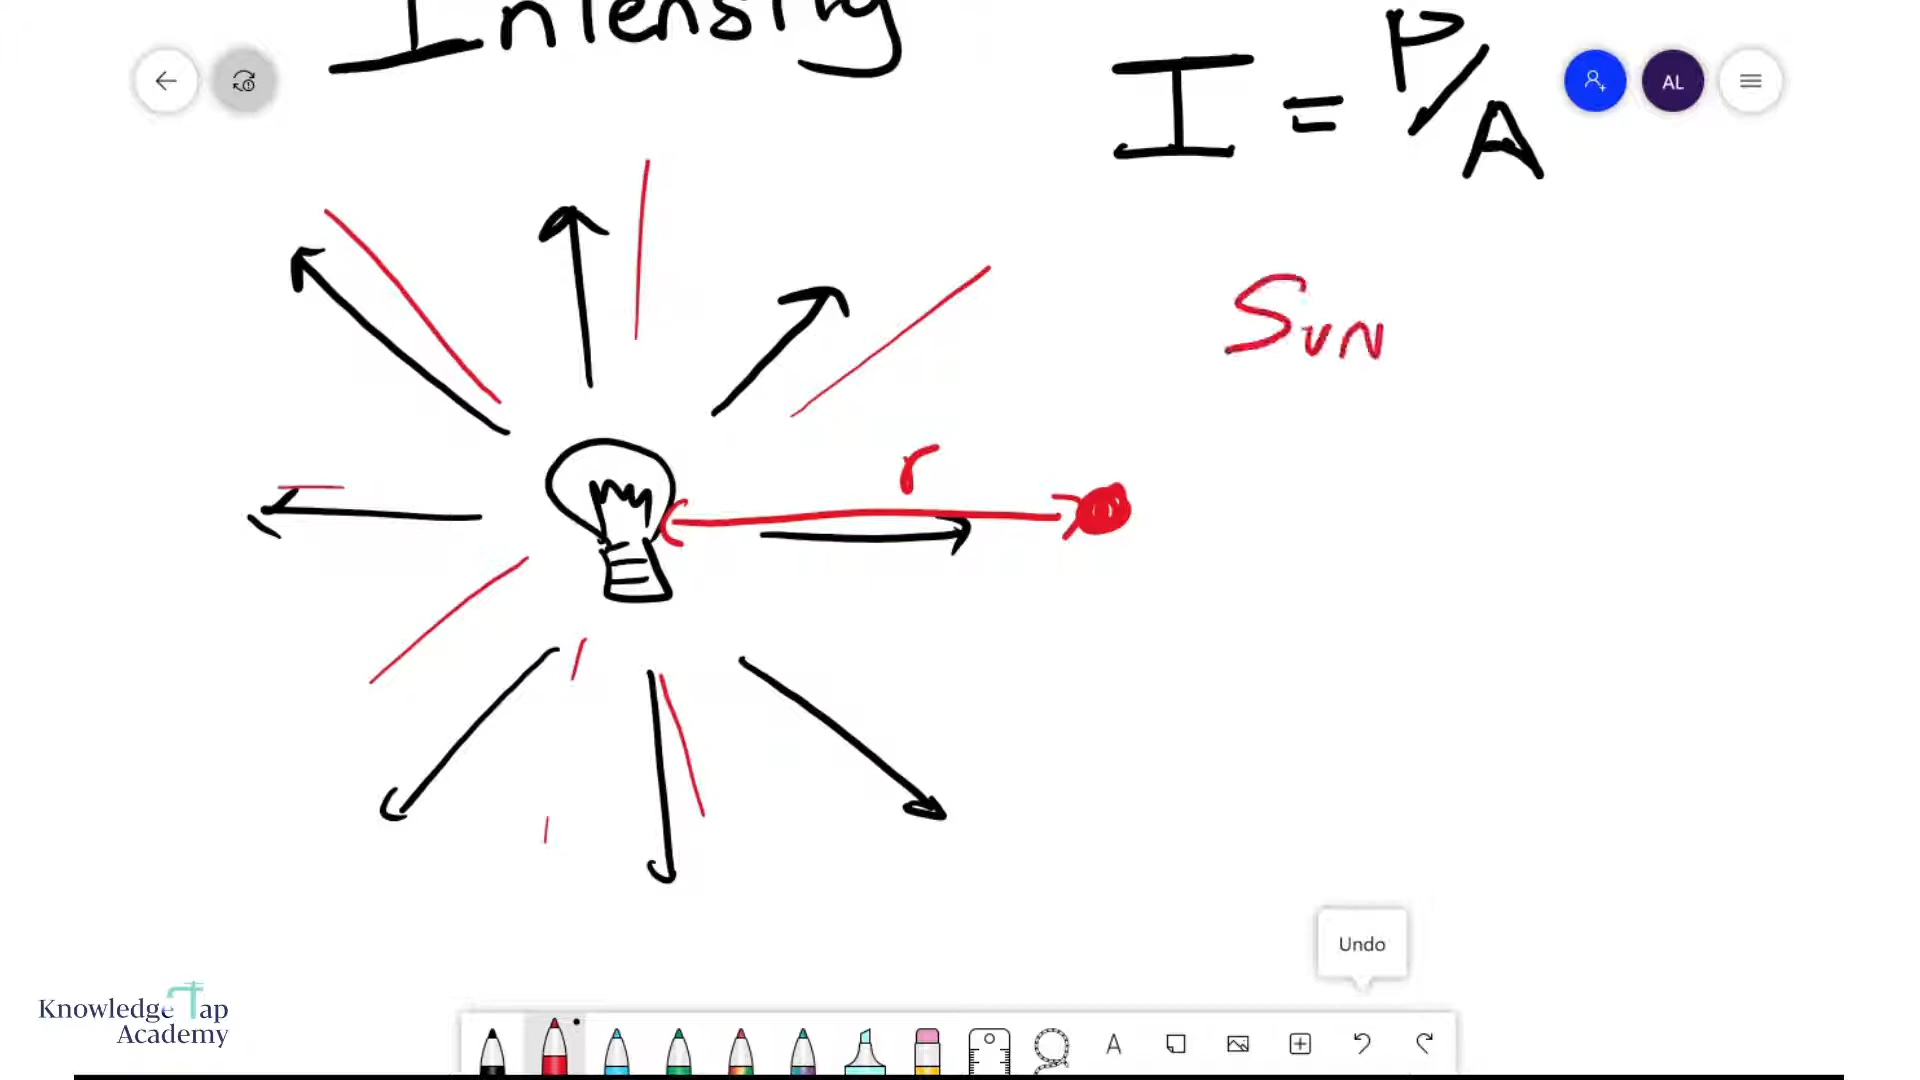 Intensity
I = P/A
AL
Sun
r
Undo
Knowledge Tap
Academy
A